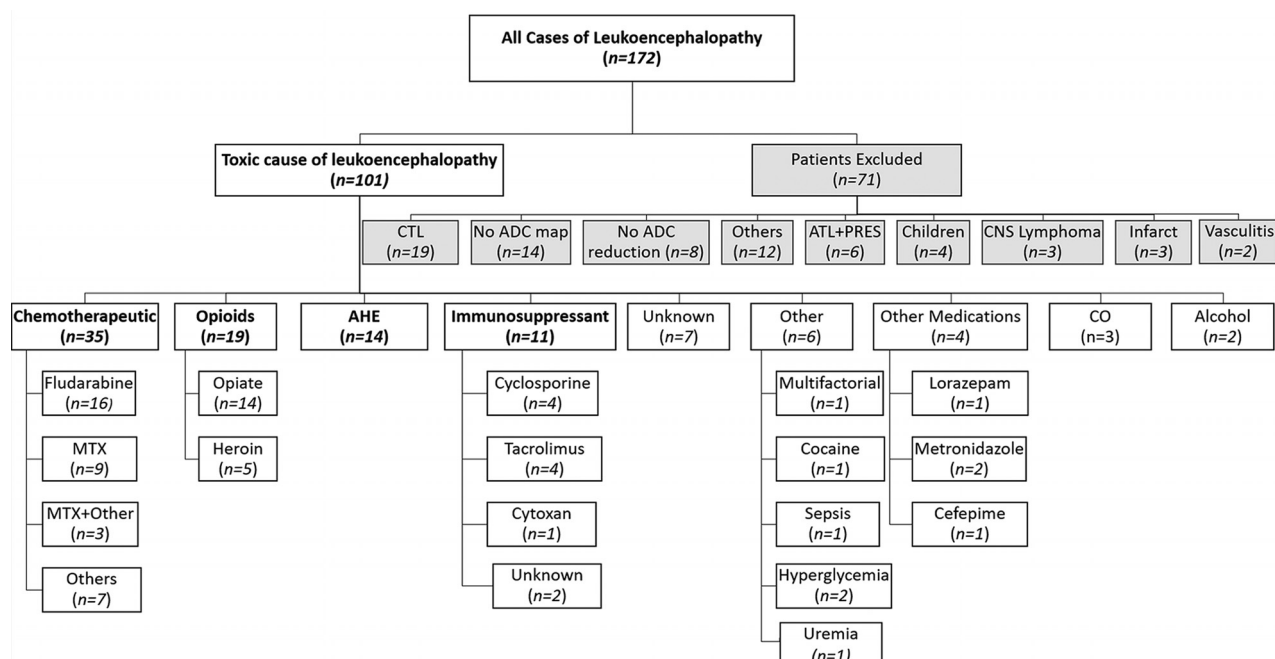 All Cases of Leukoencephalopathy
(n=172)
Toxic cause of leukoencephalopathy
(n=101)
Patients Excluded
(n=71)
CTL
(n=19)
No ADC map
(n=14)
No ADC
reduction (n=8)
Others
(n=12)
ATL+PRES
(n=6)
Children
(n=4)
CNS Lymphoma
(n=3)
Infarct
(n=3)
Vasculitis
(n=2)
Chemotherapeutic
(n=35)
Opioids
(n=19)
AHE
(n=14)
Immunosuppressant
(n=11)
Unknown
(n=7)
Other
(n=6)
Other Medications
(n=4)
CO
(n=3)
Alcohol
(n=2)
Fludarabine
(n=16)
MTX
(n=9)
MTX+Other
(n=3)
Others
(n=7)
Opiate
(n=14)
Heroin
(n=5)
Cyclosporine
(n=4)
Tacrolimus
(n=4)
Cytoxan
(n=1)
Unknown
(n=2)
Multifactorial
(n=1)
Cocaine
(n=1)
Sepsis
(n=1)
Hyperglycemia
(n=2)
Uremia
(n=1)
Lorazepam
(n=1)
Metronidazole
(n=2)
Cefepime
(n=1)